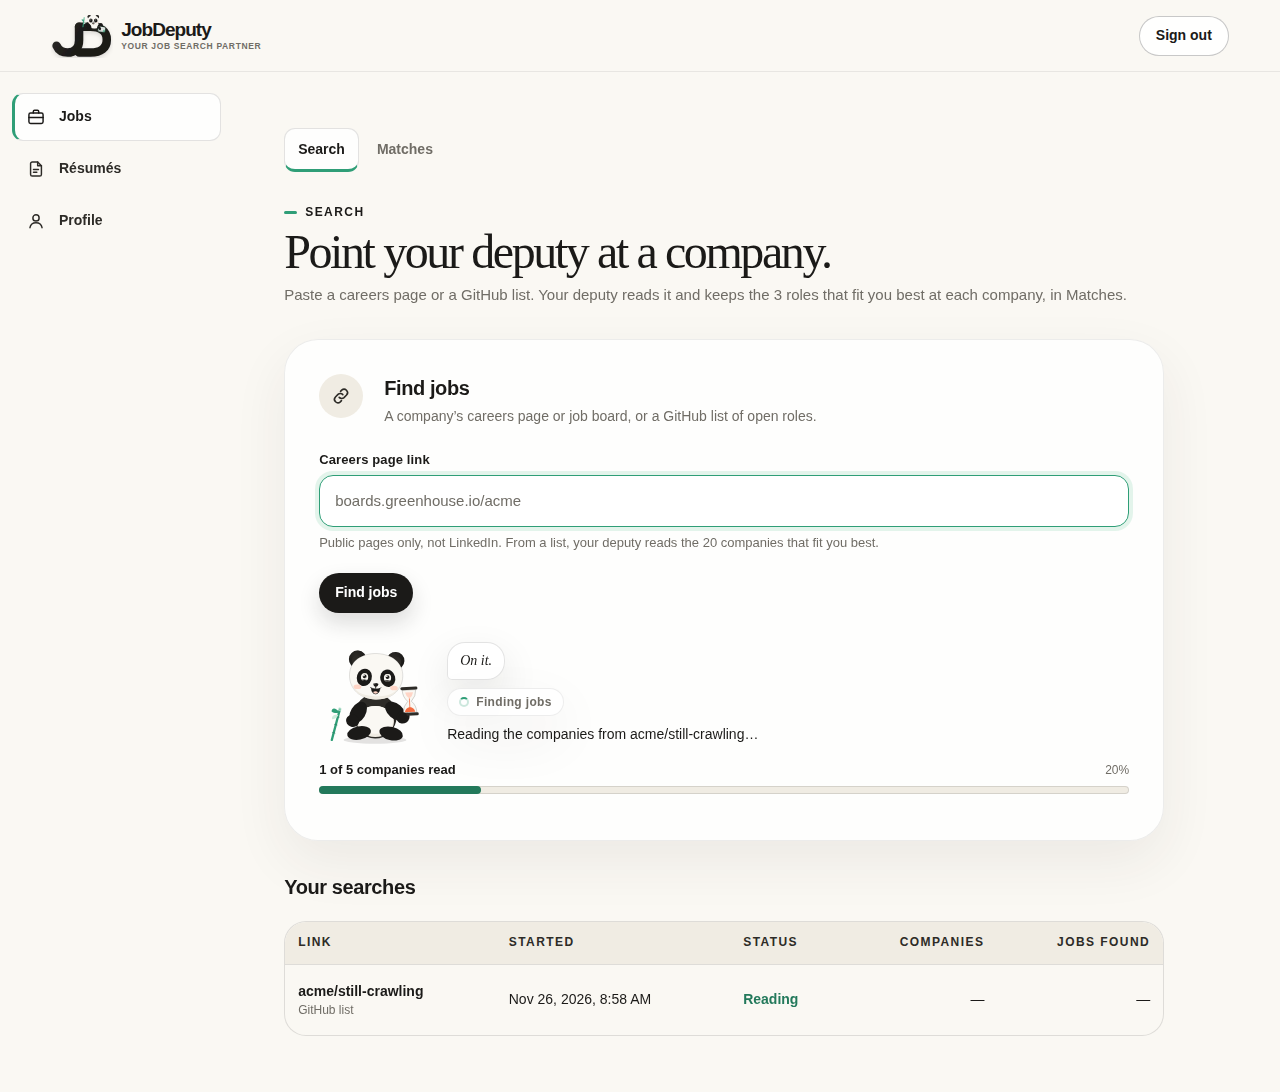 JobDeputy
YOUR JOB SEARCH PARTNER
Sign out
Jobs
Résumés
Profile
Search
Matches
SEARCH
Point your deputy at a company.
Paste a careers page or a GitHub list. Your deputy reads it and keeps the 3 roles that fit you best at each company, in Matches.
Find jobs
A company’s careers page or job board, or a GitHub list of open roles.
Careers page link
boards.greenhouse.io/acme
Public pages only, not LinkedIn. From a list, your deputy reads the 20 companies that fit you best.
Find jobs
On it.
Finding jobs
Reading the companies from acme/still-crawling…
1 of 5 companies read
20%
Your searches
LINK STARTED STATUS COMPANIES JOBS FOUND
acme/still-crawling Nov 26, 2026, 8:58 AM Reading — —
GitHub list